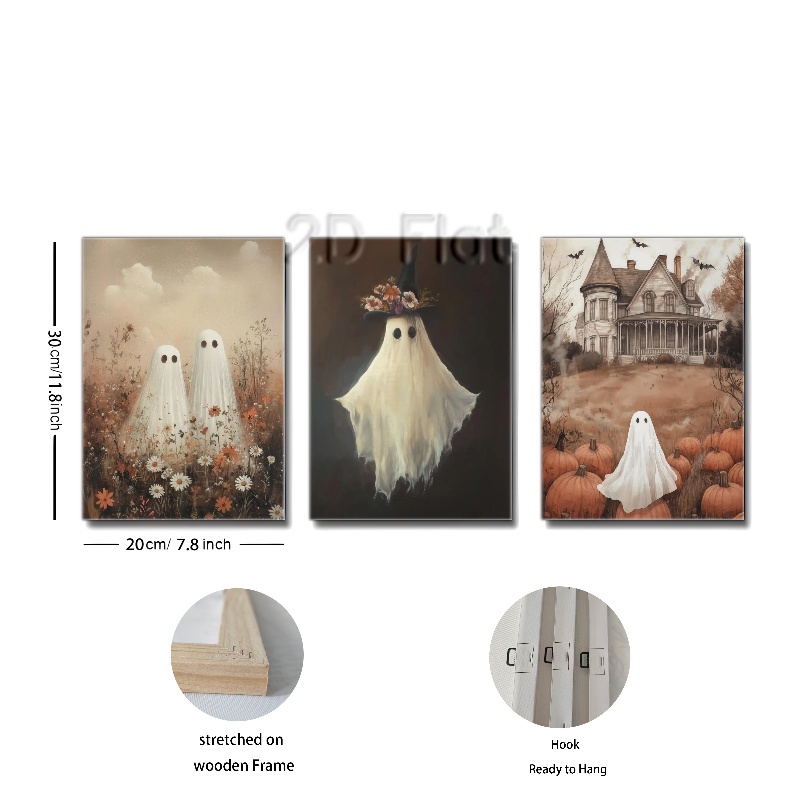 2D Flat
30cm/11.8inch
20cm/ 7.8 inch
stretched on
wooden Frame
Hook
Ready to Hang